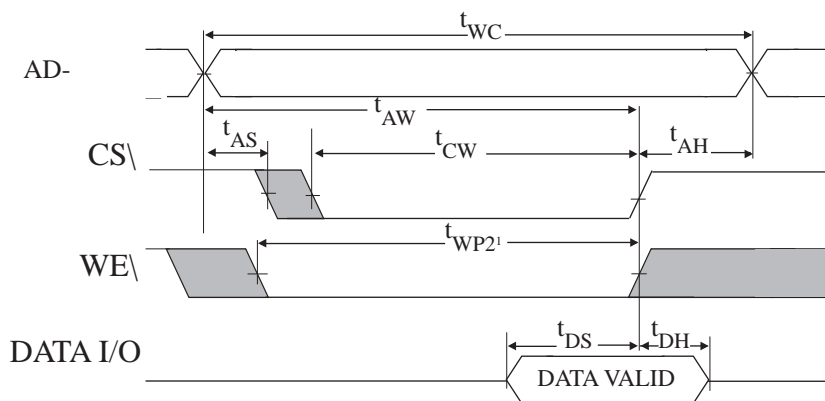 tWC
AD-
tAW
tAS
tCW
tAH
CS\
tWP2¹
WE\
tDS
tDH
DATA I/O
DATA VALID